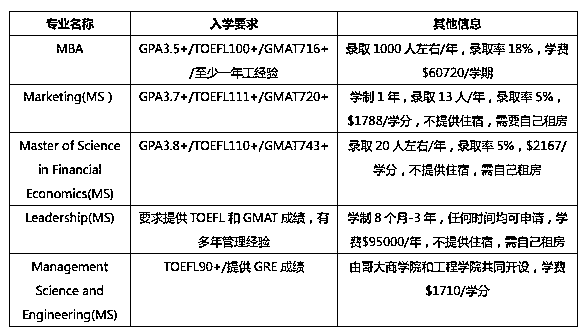 专业名称 入学要求 其他信息
MBA GPA3.5+/TOEFL100+/GMAT716+ 录取 1000 人左右/年，录取率 18%，学费
/至少一年工经验 $60720/学期
Marketing(MS ) GPA3.7+/TOEFL111+/GMAT720+ 学制 1 年，录取 13 人/年，录取率 5%，
$1788/学分，不提供住宿，需要自己租房
Master of Science GPA3.8+/TOEFL110+/GMAT743+ 录取 20 人左右/年，录取率 5%，$2167/
in Financial 学分，不提供住宿，需自己租房
Economics(MS)
Leadership(MS) 要求提供 TOEFL 和 GMAT 成绩，有 学制 8 个月-3 年，任何时间均可申请，学
多年管理经验 费$95000/年，不提供住宿，需自己租房
Management TOEFL90+/提供 GRE 成绩 由哥大商学院和工程学院共同开设，学费
Science and $1710/学分
Engineering(MS)